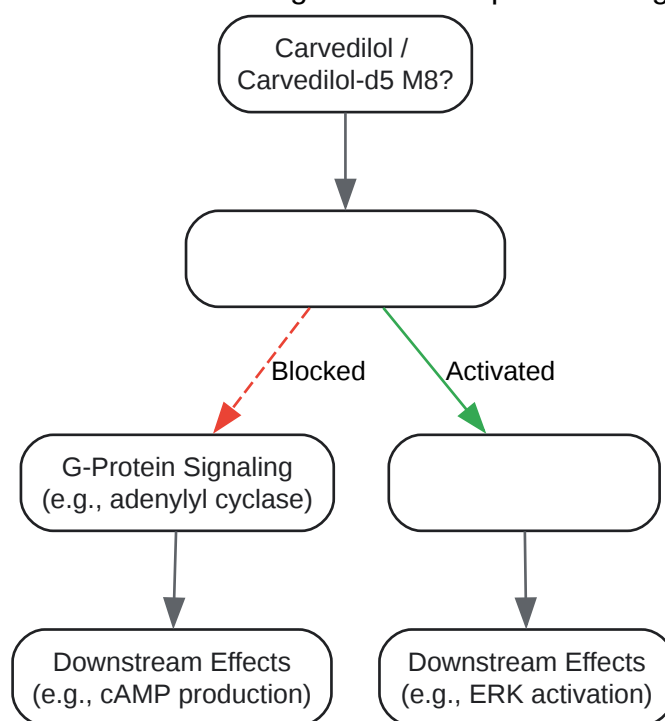 Carvedilol /
Carvedilol-d5 M8?
Blocked
Activated
G-Protein Signaling
(e.g., adenylyl cyclase)
Downstream Effects
(e.g., cAMP production)
Downstream Effects
(e.g., ERK activation)